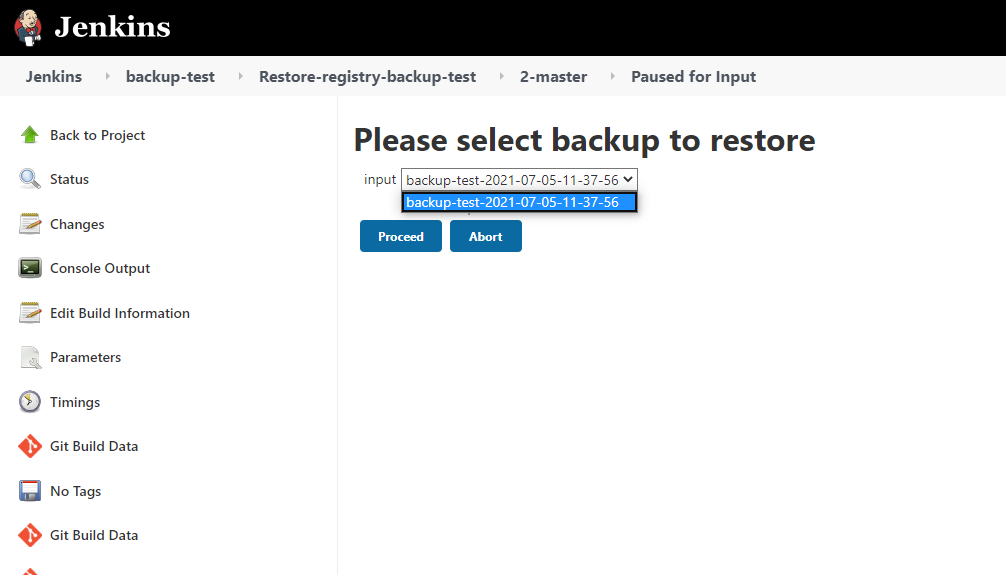 Jenkins
Jenkins backup-test Restore-registry-backup-test 2-master Paused for Input
Back to Project
Status
Changes
Console Output
Edit Build Information
Parameters
Timings
Git Build Data
No Tags
Git Build Data
Please select backup to restore
input backup-test-2021-07-05-11-37-56
backup-test-2021-07-05-11-37-56
Proceed Abort